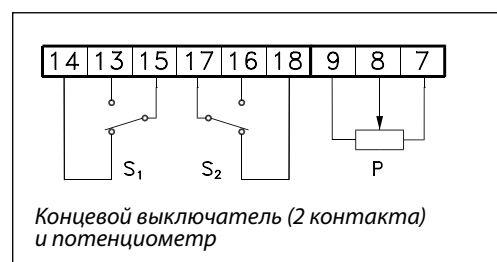 14 13 15 17 16 18 9 8 7
S₁ S₂ P
Концевой выключатель (2 контакта)
и потенциометр